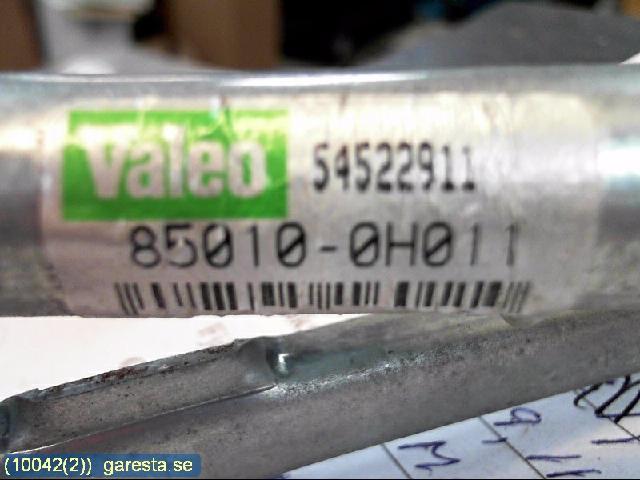 Valeo 54522911
85010-0H011
(10042(2)) garesta.se